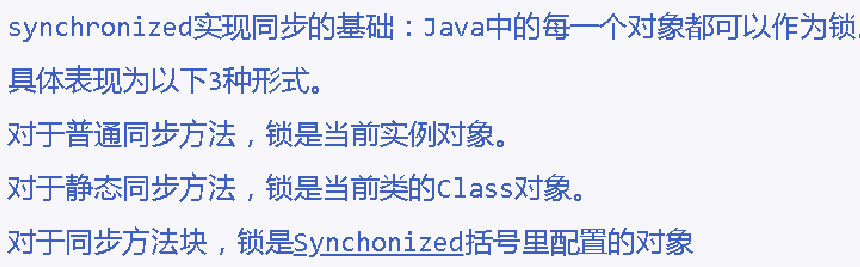 synchronized实现同步的基础：Java中的每一个对象都可以作为锁。
具体表现为以下3种形式。
对于普通同步方法，锁是当前实例对象。
对于静态同步方法，锁是当前类的Class对象。
对于同步方法块，锁是Synchonized括号里配置的对象